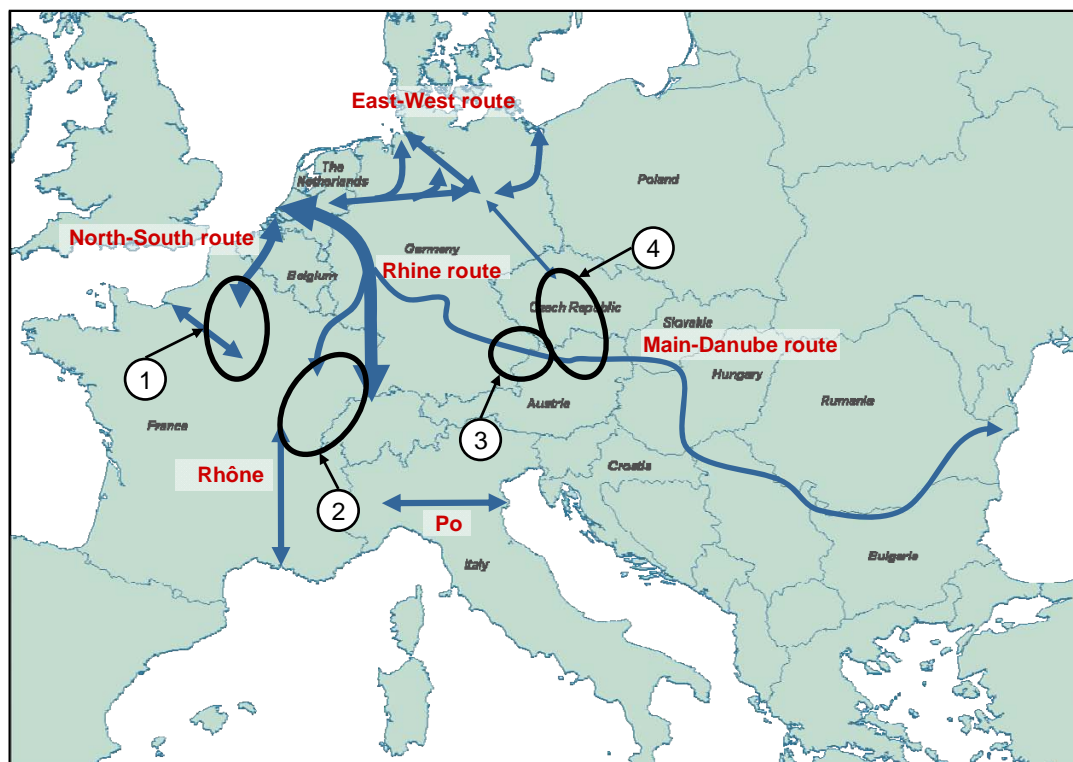 East-West route
The
Netherlands
Poland
North-South route
Germany
4
Belgium
Rhine route
Czech Republic
Slovakia
Main-Danube route
1
Hungary
3
Austria
Rumania
France
Croatia
Rhône
2
Po
Italy
Bulgaria